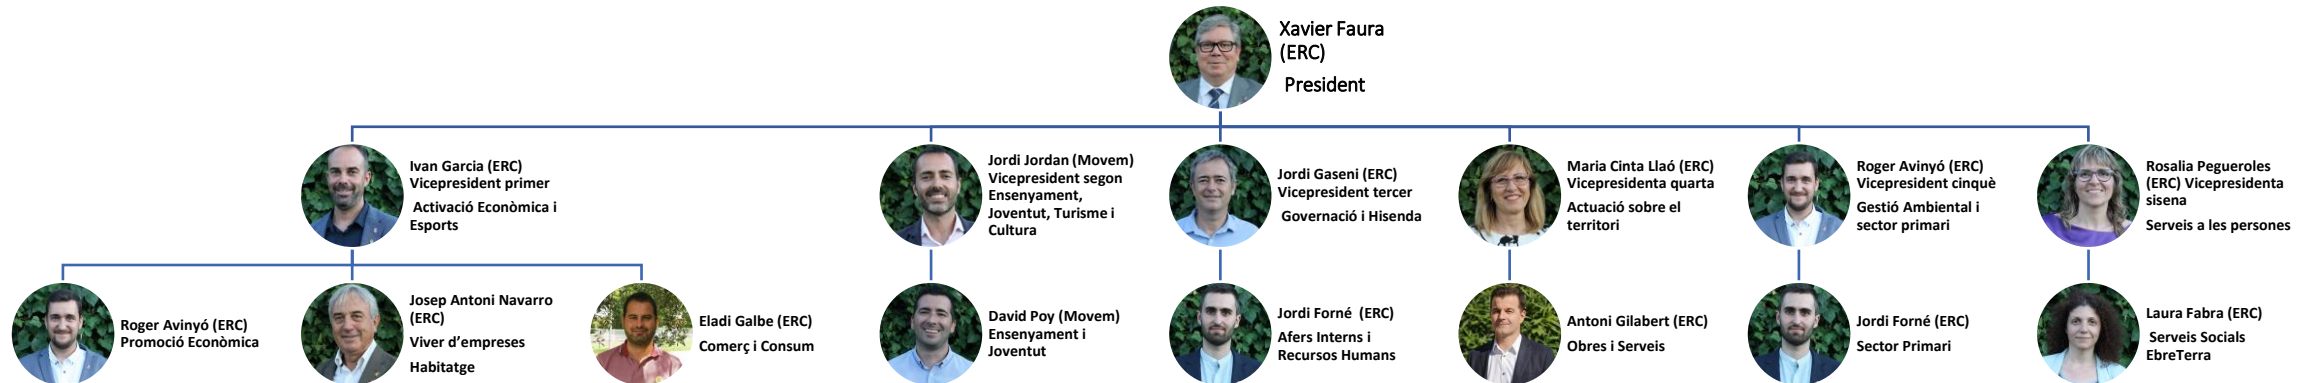 Xavier Faura
(ERC)
President
Ivan Garcia (ERC)
Vicepresident primer
Activació Econòmica i
Esports
Jordi Jordan (Movem)
Vicepresident segon
Ensenyament,
Joventut, Turisme i
Cultura
Jordi Gaseni (ERC)
Vicepresident tercer
Governació i Hisenda
Maria Cinta Llaó (ERC)
Vicepresidenta quarta
Actuació sobre el
territori
Roger Avinyó (ERC)
Vicepresident cinquè
Gestió Ambiental i
sector primari
Rosalia Pegueroles
(ERC) Vicepresidenta
sisena
Serveis a les persones
Roger Avinyó (ERC)
Promoció Econòmica
Josep Antoni Navarro
(ERC)
Viver d’empreses
Habitatge
Eladi Galbe (ERC)
Comerç i Consum
David Poy (Movem)
Ensenyament i
Joventut
Jordi Forné (ERC)
Afers Interns i
Recursos Humans
Antoni Gilabert (ERC)
Obres i Serveis
Jordi Forné (ERC)
Sector Primari
Laura Fabra (ERC)
Serveis Socials
EbreTerra